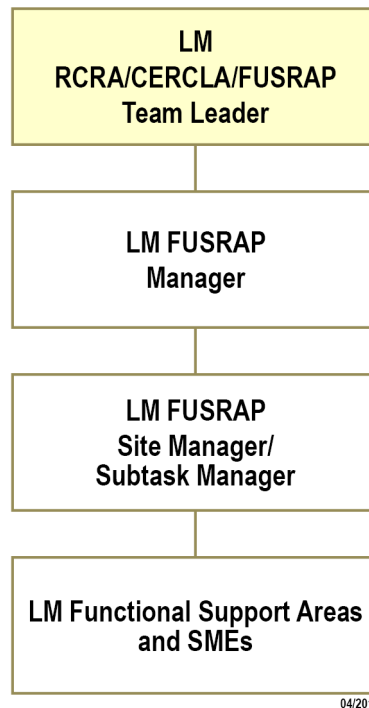 LM
RCRA/CERCLA/FUSRAP
Team Leader
LM FUSRAP
Manager
LM FUSRAP
Site Manager/
Subtask Manager
LM Functional Support Areas
and SMEs